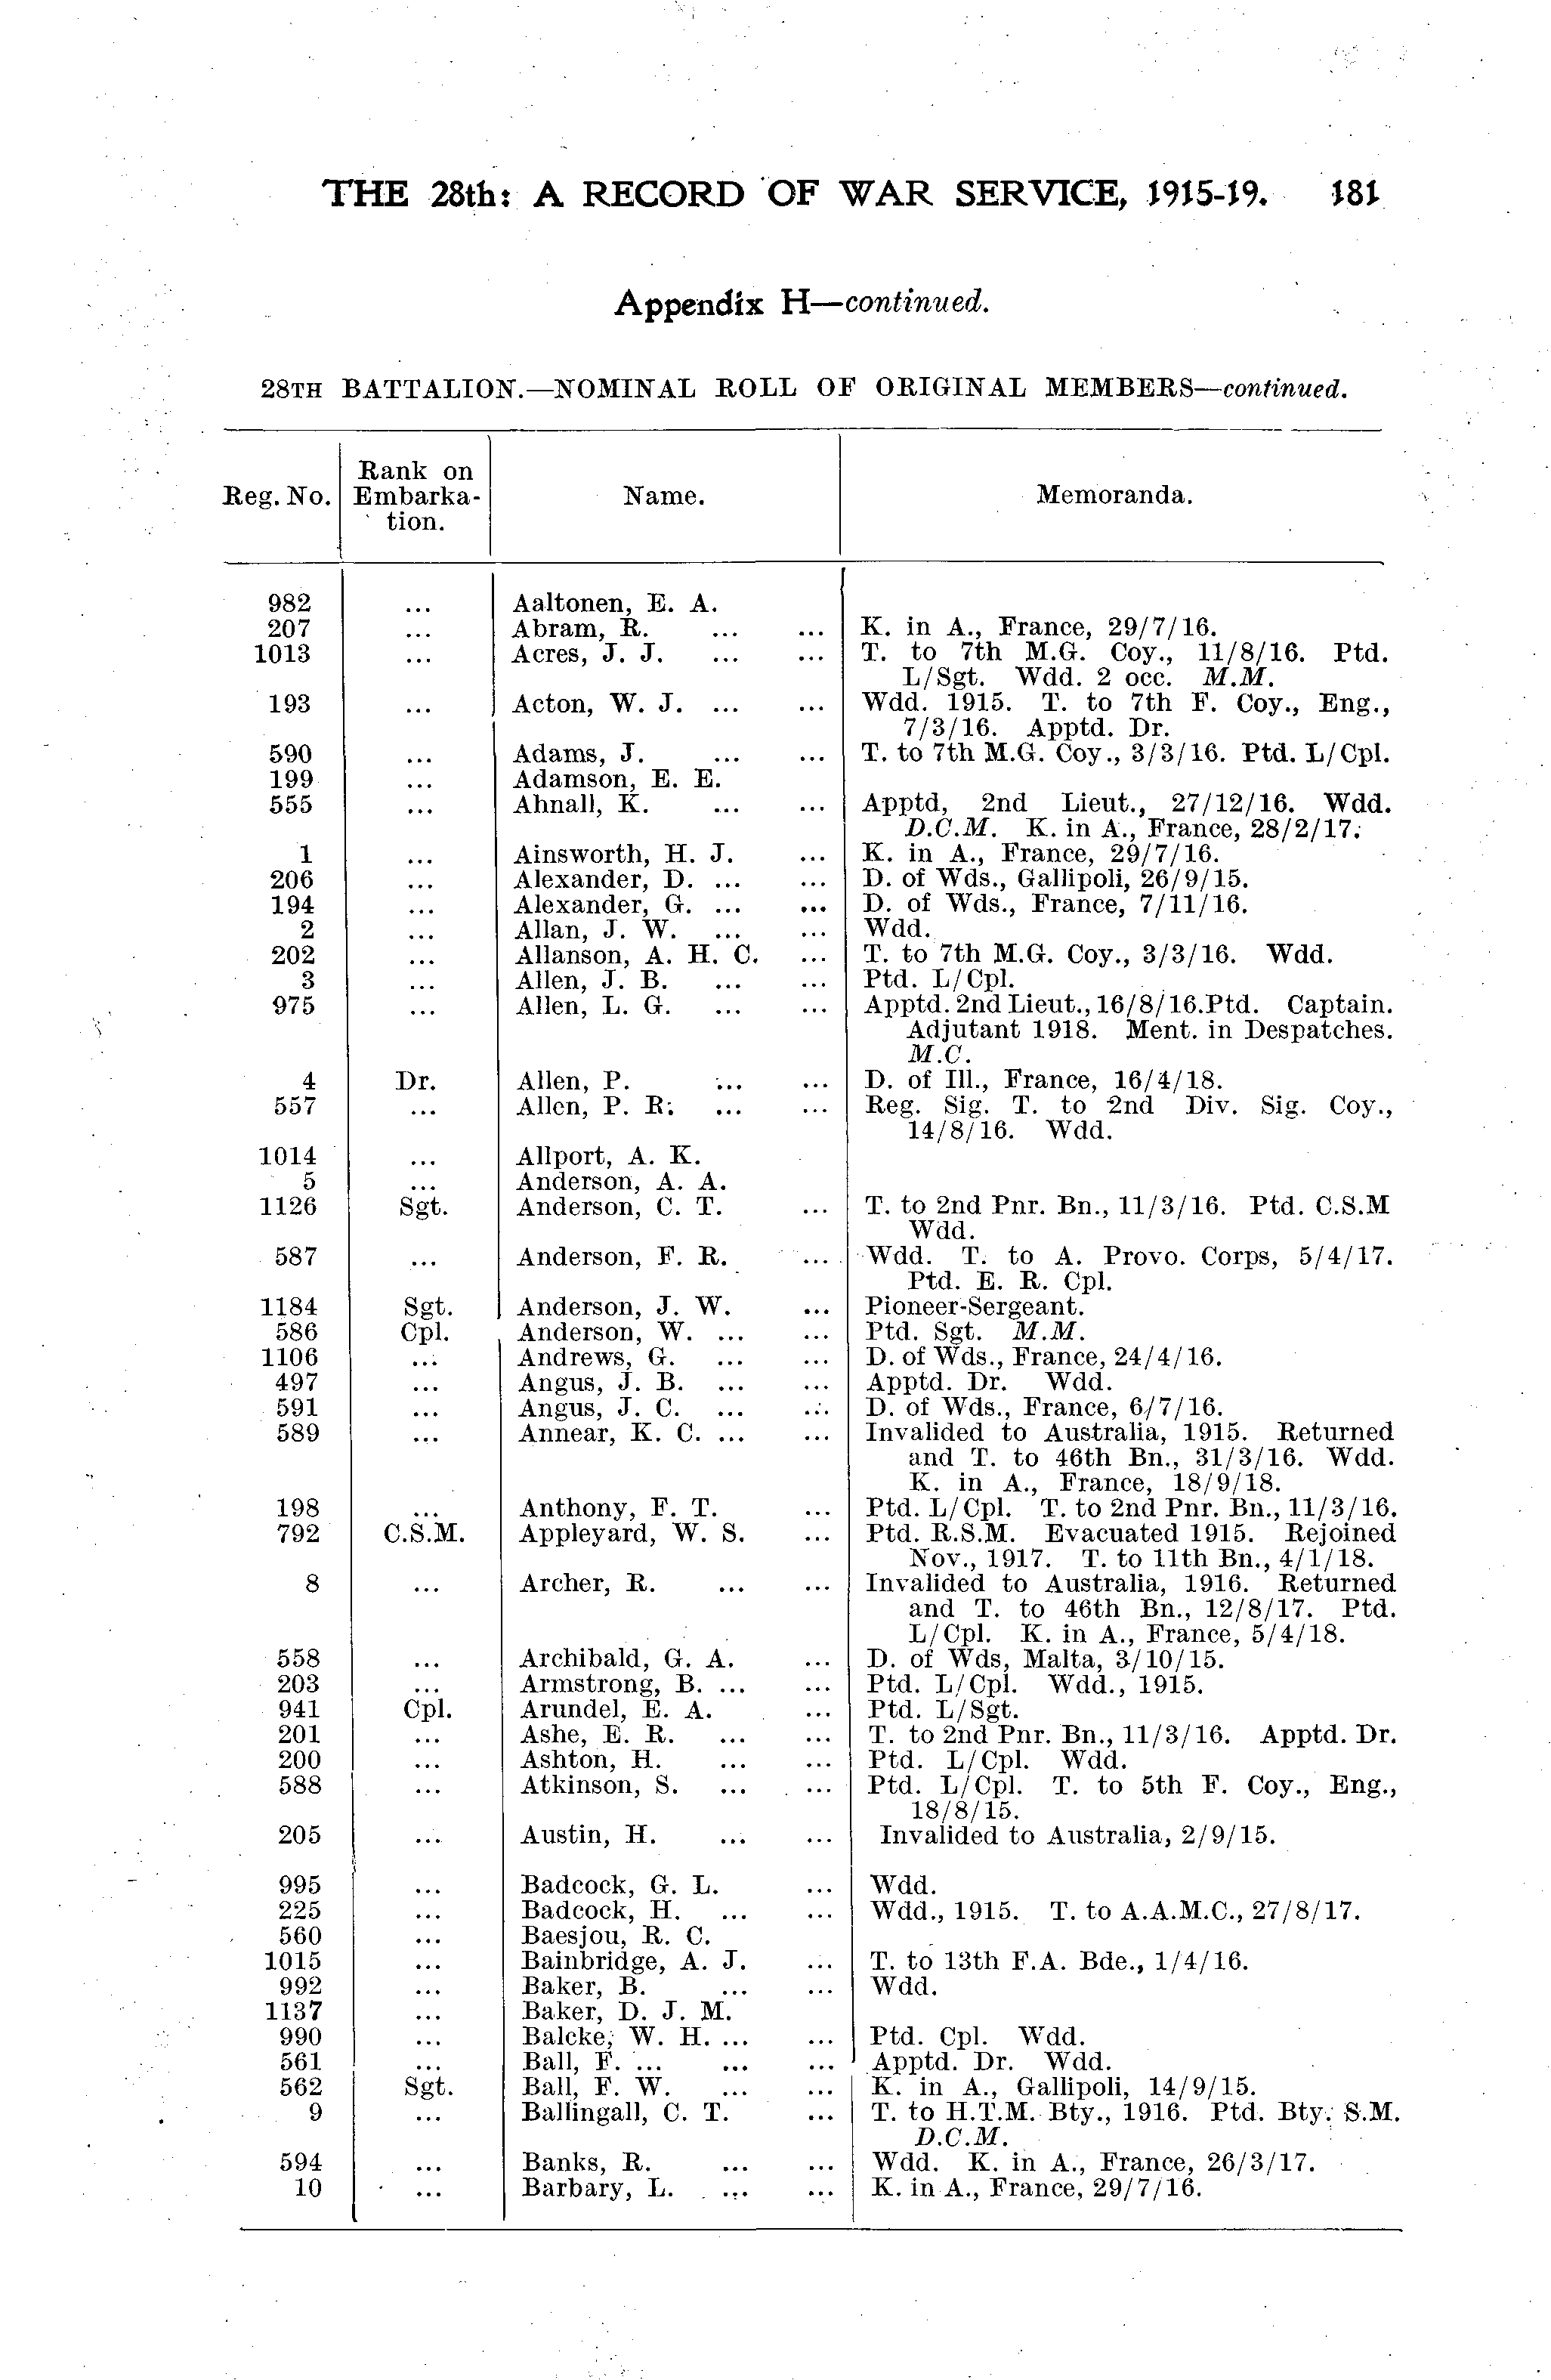 THE 28th: A RECORD OF WAR SERVICE, 1915-19. 181
Appendix H—continued.
28TH BATTALION.—NOMINAL ROLL OF ORIGINAL MEMBERS—continued.
Reg. No. Rank on Embarka-tion. Name. Memoranda.
982 ... Aaltonen, E. A.
207 ... Abram, R. ... ... K. in A., France, 29/7/16.
1013 ... Acres, J. J. ... ... T. to 7th M.G. Coy., 11/8/16. Ptd.
L/Sgt. Wdd. 2 occ. M.M.
193 ... Acton, W. J. ... ... Wdd. 1915. T. to 7th F. Coy., Eng.,
7/3/16. Apptd. Dr.
590 ... Adams, J. ... ... T. to 7th M.G. Coy., 3/3/16. Ptd. L/Cpl.
199 ... Adamson, E. E.
555 ... Ahnall, K. ... ... Apptd, 2nd Lieut., 27/12/16. Wdd.
D.C.M. K. in A., France, 28/2/17.
1 ... Ainsworth, H. J. ... K. in A., France, 29/7/16.
206 ... Alexander, D. ... ... D. of Wds., Gallipoli, 26/9/15.
194 ... Alexander, G. ... ... D. of Wds., France, 7/11/16.
2 ... Allan, J. W. ... ... Wdd.
202 ... Allanson, A. H. C. ... T. to 7th M.G. Coy., 3/3/16. Wdd.
3 ... Allen, J. B. ... ... Ptd. L/Cpl.
975 ... Allen, L. G. ... ... Apptd. 2nd Lieut., 16/8/16. Ptd. Captain.
Adjutant 1918. Ment. in Despatches.
M.C.
4 Dr. Allen, P. ... ... D. of Ill., France, 16/4/18.
557 ... Allen, P. R. ... ... Reg. Sig. T. to 2nd Div. Sig. Coy.,
14/8/16. Wdd.
1014 ... Allport, A. K.
5 ... Anderson, A. A.
1126 Sgt. Anderson, C. T. ... T. to 2nd Pnr. Bn., 11/3/16. Ptd. C.S.M
Wdd.
587 ... Anderson, F. R. ... Wdd. T. to A. Provo. Corps, 5/4/17.
Ptd. E. R. Cpl.
1184 Sgt. Anderson, J. W. ... Pioneer-Sergeant.
586 Cpl. Anderson, W. ... ... Ptd. Sgt. M.M.
1106 ... Andrews, G. ... ... D. of Wds., France, 24/4/16.
497 ... Angus, J. B. ... ... Apptd. Dr. Wdd.
591 ... Angus, J. C. ... ... D. of Wds., France, 6/7/16.
589 ... Annear, K. C. ... ... Invalided to Australia, 1915. Returned
and T. to 46th Bn., 31/3/16. Wdd.
K. in A., France, 18/9/18.
198 ... Anthony, F. T. ... Ptd. L/Cpl. T. to 2nd Pnr. Bn., 11/3/16.
792 C.S.M. Appleyard, W. S. ... Ptd. R.S.M. Evacuated 1915. Rejoined
Nov., 1917. T. to 11th Bn., 4/1/18.
8 ... Archer, R. ... ... Invalided to Australia, 1916. Returned
and T. to 46th Bn., 12/8/17. Ptd.
L/Cpl. K. in A., France, 5/4/18.
558 ... Archibald, G. A. ... D. of Wds, Malta, 3/10/15.
203 ... Armstrong, B. ... ... Ptd. L/Cpl. Wdd., 1915.
941 Cpl. Arundel, E. A. ... Ptd. L/Sgt.
201 ... Ashe, E. R. ... ... T. to 2nd Pnr. Bn., 11/3/16. Apptd. Dr.
200 ... Ashton, H. ... ... Ptd. L/Cpl. Wdd.
588 ... Atkinson, S. ... ... Ptd. L/Cpl. T. to 5th F. Coy., Eng.,
18/8/15.
205 ... Austin, H. ... ... Invalided to Australia, 2/9/15.
995 ... Badcock, G. L. ... Wdd.
225 ... Badcock, H. ... ... Wdd., 1915. T. to A.A.M.C., 27/8/17.
560 ... Baesjou, R. C.
1015 ... Bainbridge, A. J. ... T. to 13th F.A. Bde., 1/4/16.
992 ... Baker, B. ... ... Wdd.
1137 ... Baker, D. J. M.
990 ... Balcke, W. H. ... ... Ptd. Cpl. Wdd.
561 ... Ball, F. ... ... ... Apptd. Dr. Wdd.
562 Sgt. Ball, F. W. ... ... K. in A., Gallipoli, 14/9/15.
9 ... Ballingall, C. T. ... T. to H.T.M. Bty., 1916. Ptd. Bty. S.M.
D.C.M.
594 ... Banks, R. ... ... Wdd. K. in A., France, 26/3/17.
10 ... Barbary, L. ... ... K. in A., France, 29/7/16.